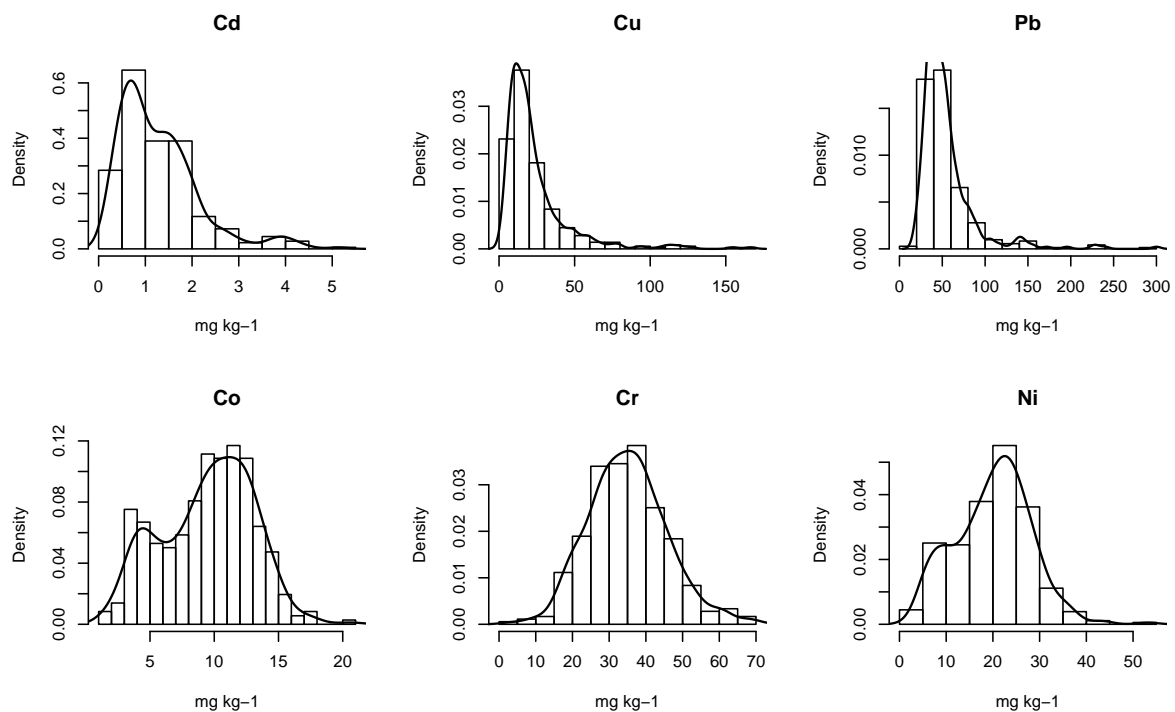 Cd
Density
0.0 0.2 0.4 0.6
0 1 2 3 4 5
mg kg−1
Cu
Density
0.00 0.01 0.02 0.03
0 50 100 150
mg kg−1
Pb
Density
0.000 0.010
0 50 100 150 200 250 300
mg kg−1
Co
Density
0.00 0.04 0.08 0.12
5 10 15 20
mg kg−1
Cr
Density
0.00 0.01 0.02 0.03
0 10 20 30 40 50 60 70
mg kg−1
Ni
Density
0.00 0.02 0.04
0 10 20 30 40 50
mg kg−1